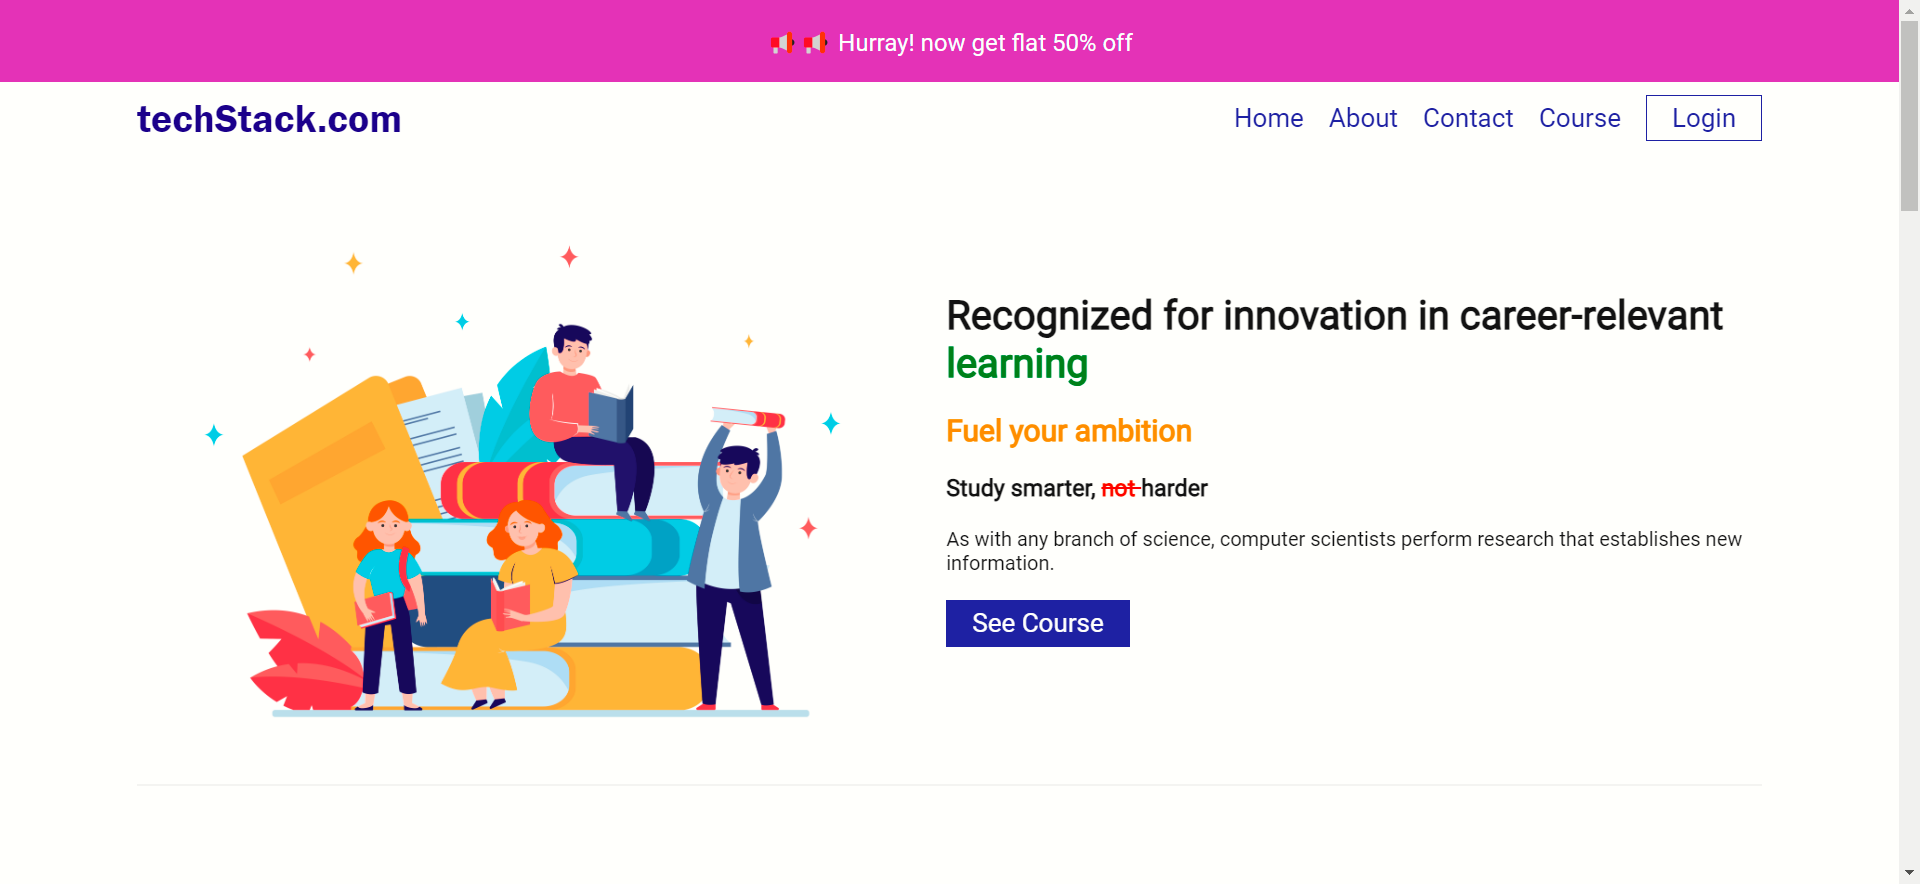 📢 📢 Hurray! now get flat 50% off
techStack.com
Home About Contact Course Login
Recognized for innovation in career-relevant
learning
Fuel your ambition
Study smarter, not harder
As with any branch of science, computer scientists perform research that establishes new
information.
See Course